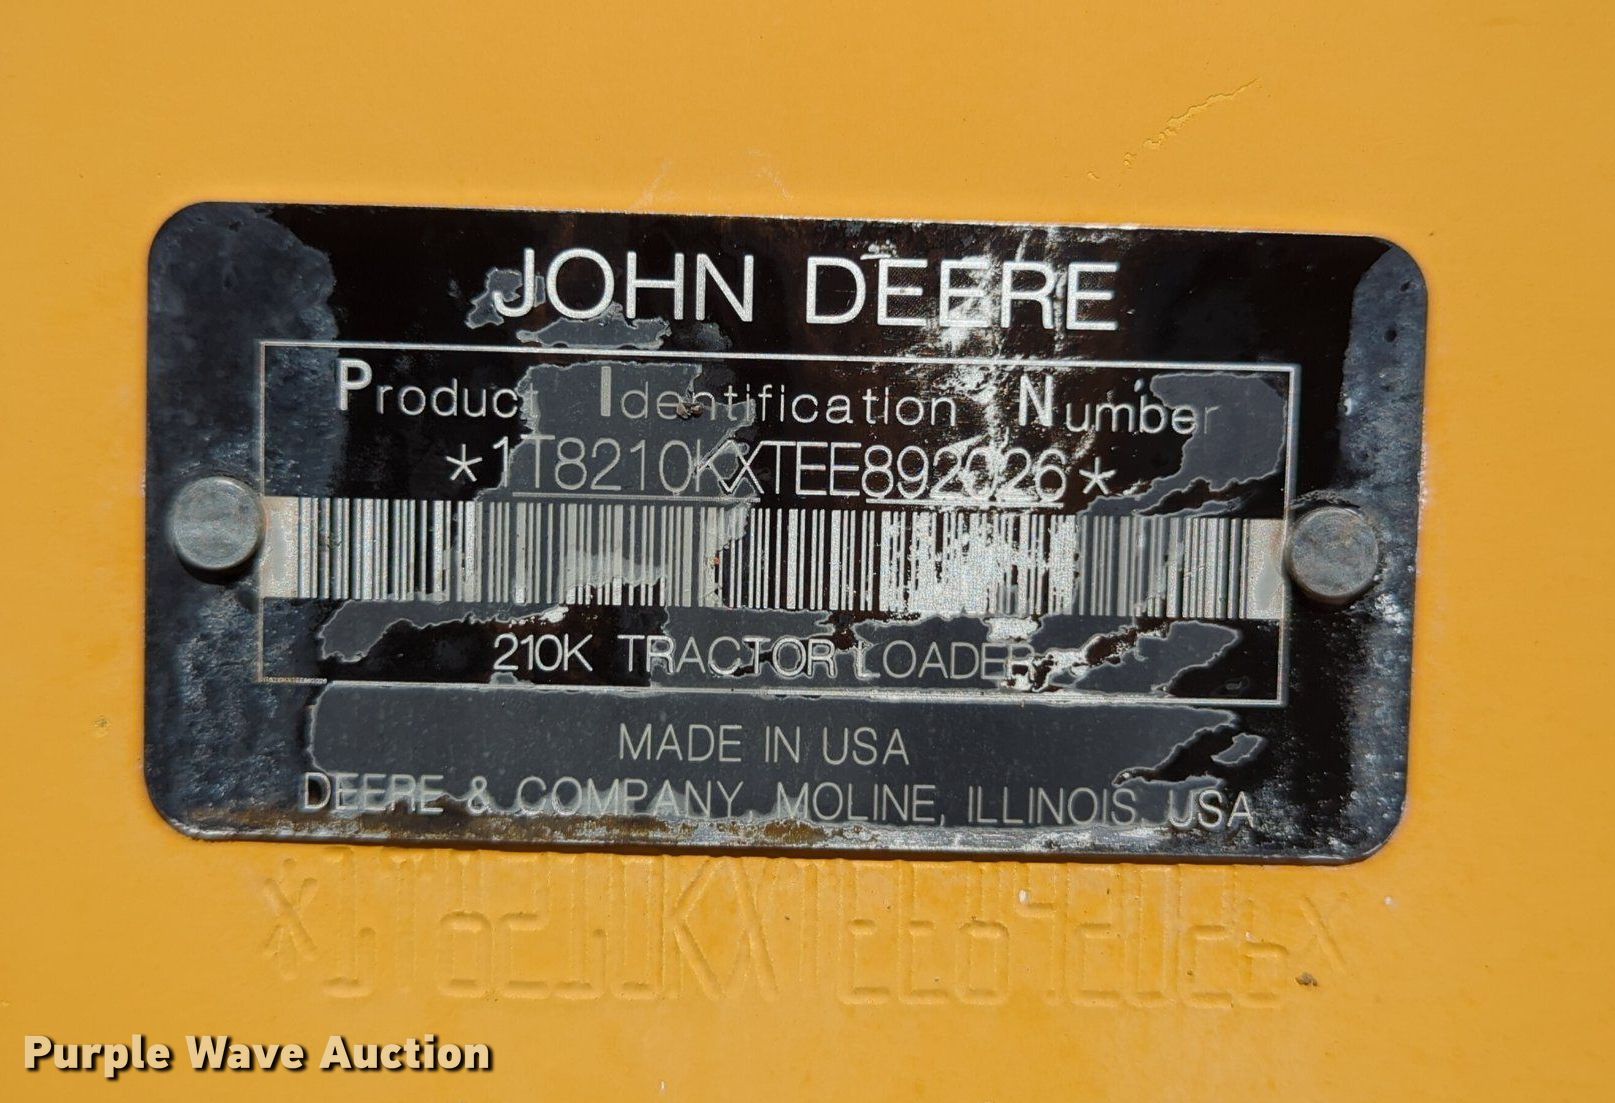 JOHN DEERE
Product Identification Number
*1T8210KXTEE892026*
210K TRACTOR LOADER
MADE IN USA
DEERE & COMPANY, MOLINE, ILLINOIS, USA
*1T8210KXTEE892026*
Purple Wave Auction